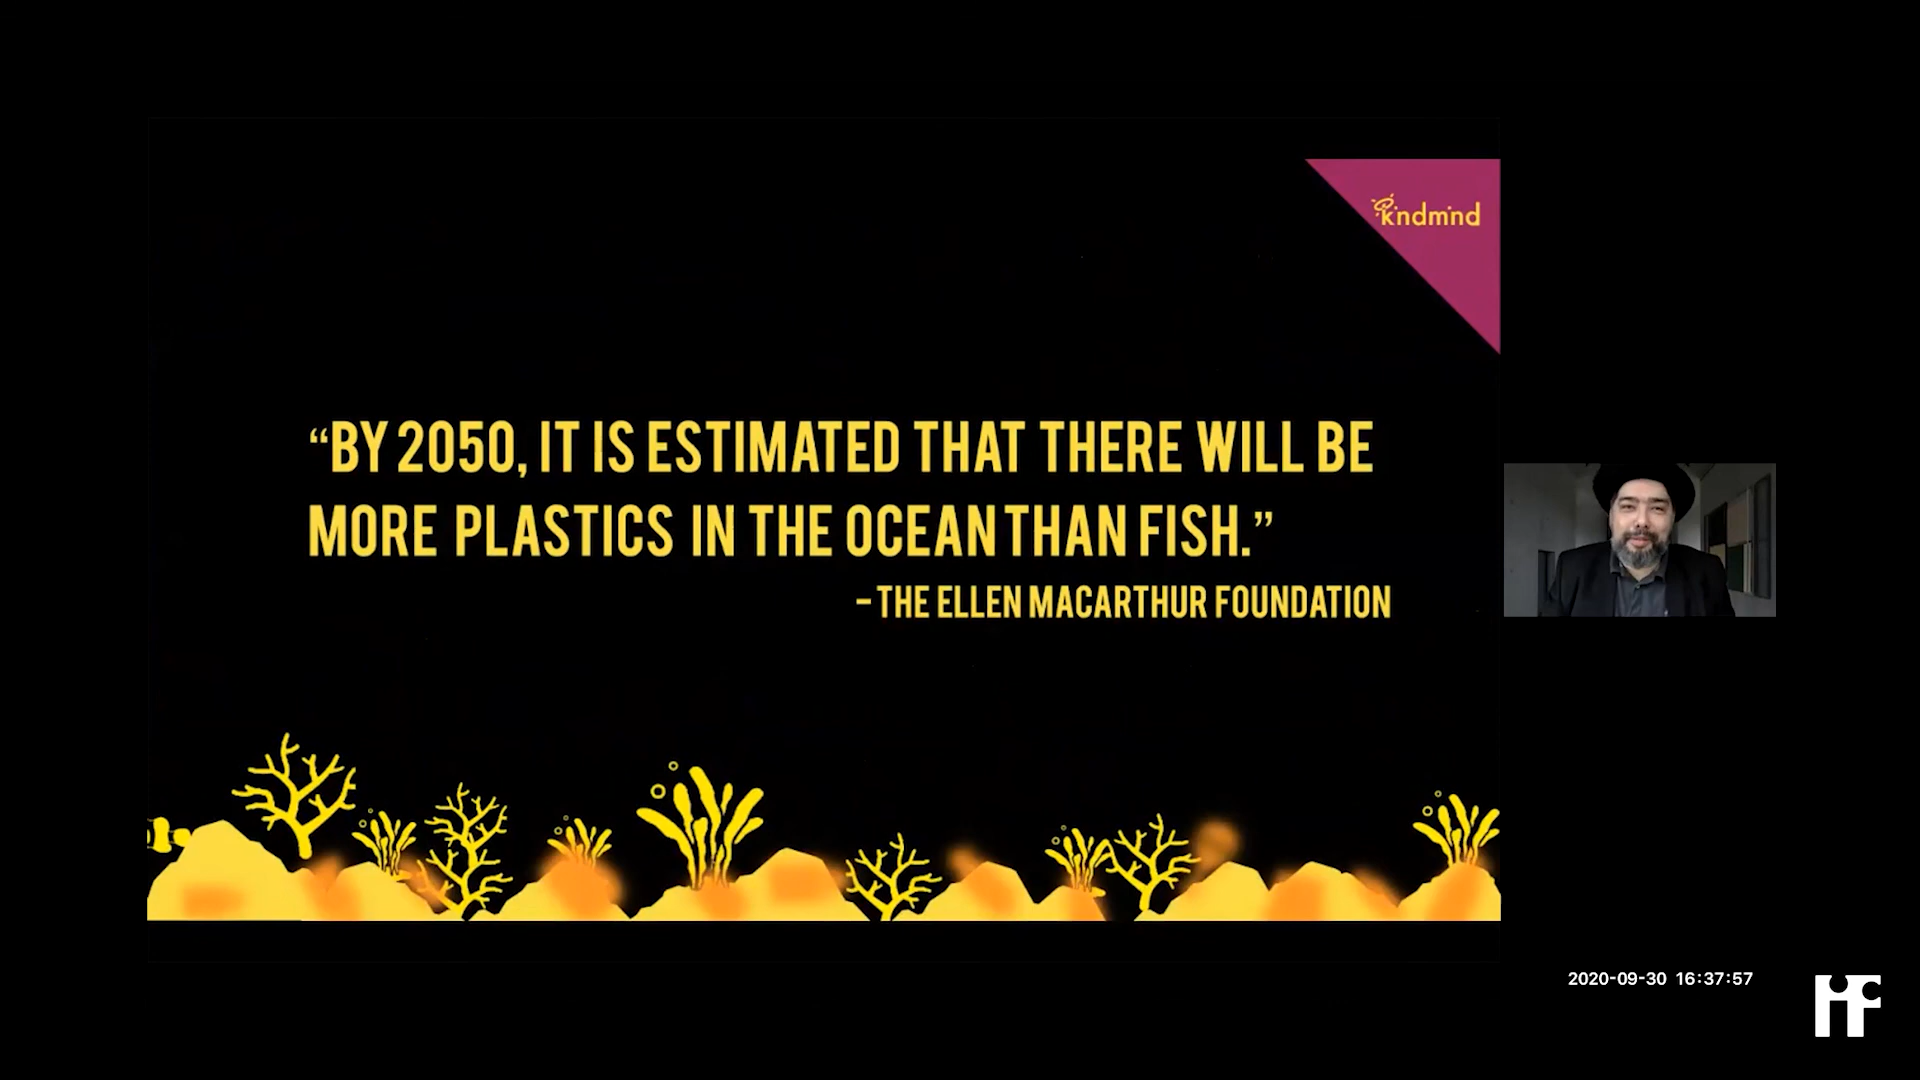 kindmind
“BY 2050, IT IS ESTIMATED THAT THERE WILL BE
MORE PLASTICS IN THE OCEAN THAN FISH.”
– THE ELLEN MACARTHUR FOUNDATION
2020-09-30 16:37:57